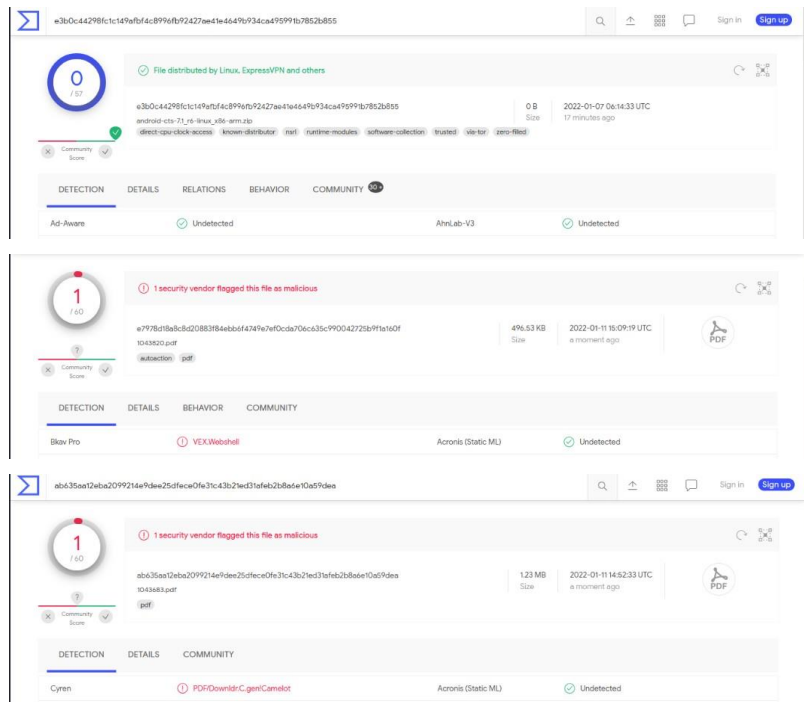 e3b0c44298fc1c149afbf4c8996fb92427ae41e4649b934ca495991b7852b855
Sign in
Sign up
0
/ 57
File distributed by Linux, ExpressVPN and others
e3b0c44298fc1c149afbf4c8996fb92427ae41e4649b934ca495991b7852b855
android-cts-7.1_r6-linux_x86-arm.zip
direct-cpu-clock-access known-distributor nsrl runtime-modules software-collection trusted via-tor zero-filled
0 B
Size
2022-01-07 06:14:33 UTC
17 minutes ago
Community
Score
DETECTION DETAILS RELATIONS BEHAVIOR COMMUNITY 30+
Ad-Aware Undetected AhnLab-V3 Undetected
1
/ 60
1 security vendor flagged this file as malicious
e7978d18a8c8d20883f84ebb6f4749e7ef0cda706c635c990042725b9f1a160f
1043820.pdf
autoaction pdf
496.53 KB
Size
2022-01-11 15:09:19 UTC
a moment ago
PDF
?
Community
Score
DETECTION DETAILS BEHAVIOR COMMUNITY
Bkav Pro VEX.Webshell Acronis (Static ML) Undetected
ab635aa12eba2099214e9dee25dfece0fe31c43b21ed31afeb2b8a6e10a59dea
Sign in
Sign up
1
/ 60
1 security vendor flagged this file as malicious
ab635aa12eba2099214e9dee25dfece0fe31c43b21ed31afeb2b8a6e10a59dea
1043683.pdf
pdf
1.23 MB
Size
2022-01-11 14:52:33 UTC
a moment ago
PDF
?
Community
Score
DETECTION DETAILS COMMUNITY
Cyren PDF/Downldr.C.gen!Camelot Acronis (Static ML) Undetected